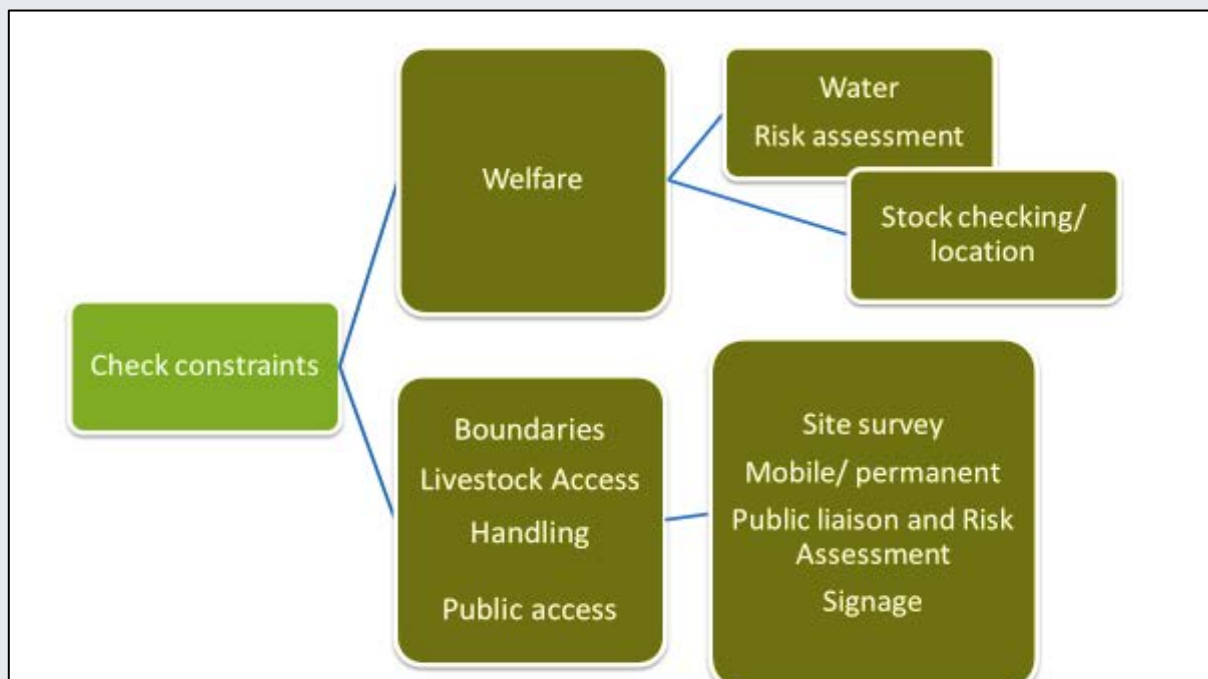 Check constraints
Welfare
Water
Risk assessment
Stock checking/
location
Boundaries
Livestock Access
Handling
Public access
Site survey
Mobile/ permanent
Public liaison and Risk
Assessment
Signage